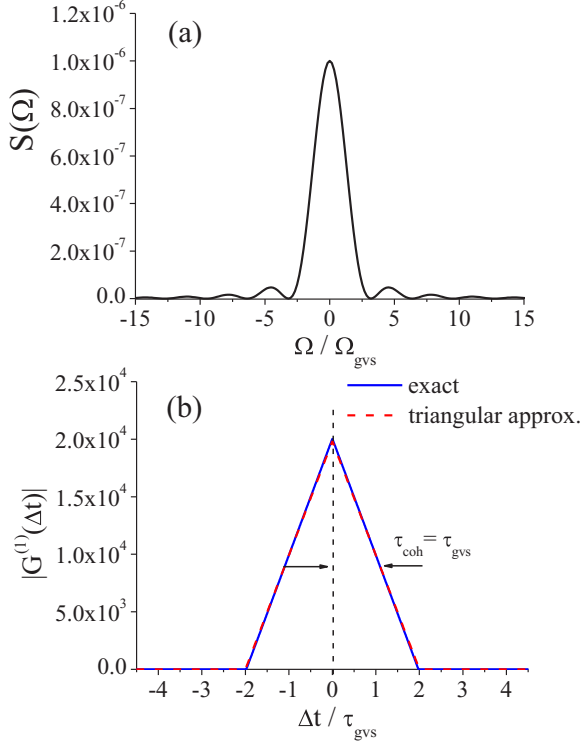 (a)
S(Ω)
1.2x10⁻⁶
1.0x10⁻⁶
8.0x10⁻⁷
6.0x10⁻⁷
4.0x10⁻⁷
2.0x10⁻⁷
0.0
-15 -10 -5 0 5 10 15
Ω / Ω_gvs
(b)
exact
triangular approx.
|G⁽¹⁾(Δt)|
2.5x10⁴
2.0x10⁴
1.5x10⁴
1.0x10⁴
5.0x10³
0.0
τ_coh = τ_gvs
-4 -3 -2 -1 0 1 2 3 4
Δt / τ_gvs